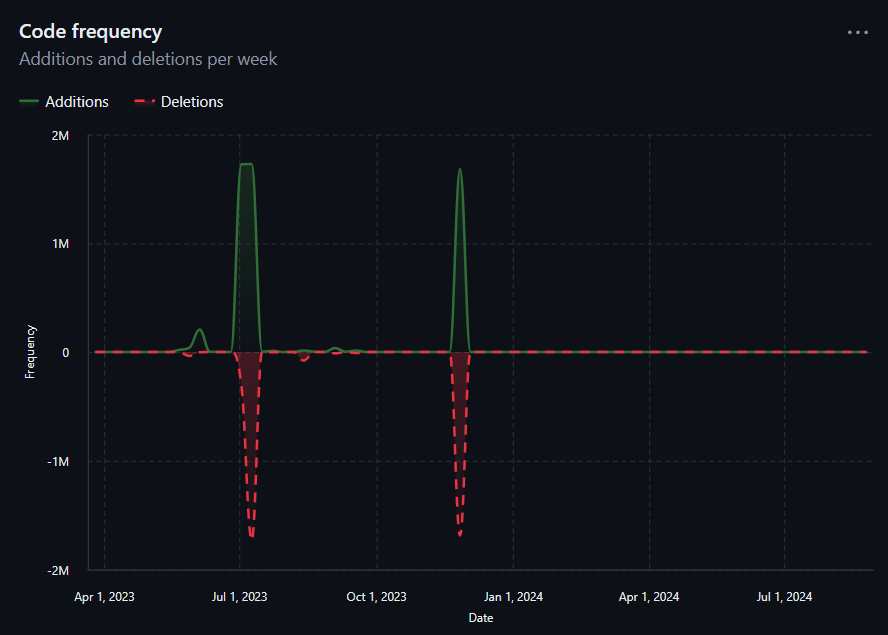 Code frequency
Additions and deletions per week
Additions Deletions
2M
1M
0
-1M
-2M
Frequency
Apr 1, 2023 Jul 1, 2023 Oct 1, 2023 Jan 1, 2024 Apr 1, 2024 Jul 1, 2024
Date